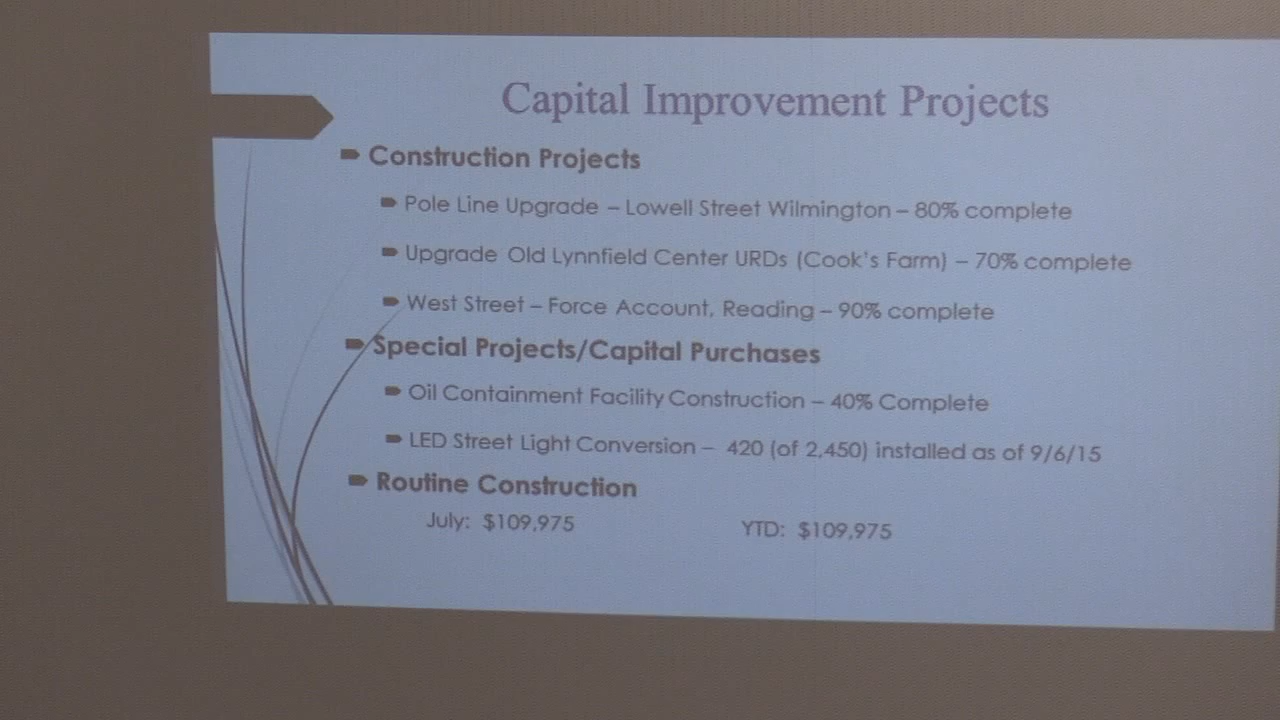 Capital Improvement Projects
Construction Projects
Pole Line Upgrade – Lowell Street Wilmington – 80% complete
Upgrade Old Lynnfield Center URDs (Cook's Farm) – 70% complete
West Street – Force Account, Reading – 90% complete
Special Projects/Capital Purchases
Oil Containment Facility Construction – 40% Complete
LED Street Light Conversion – 420 (of 2,450) installed as of 9/6/15
Routine Construction
July: $109,975 YTD: $109,975